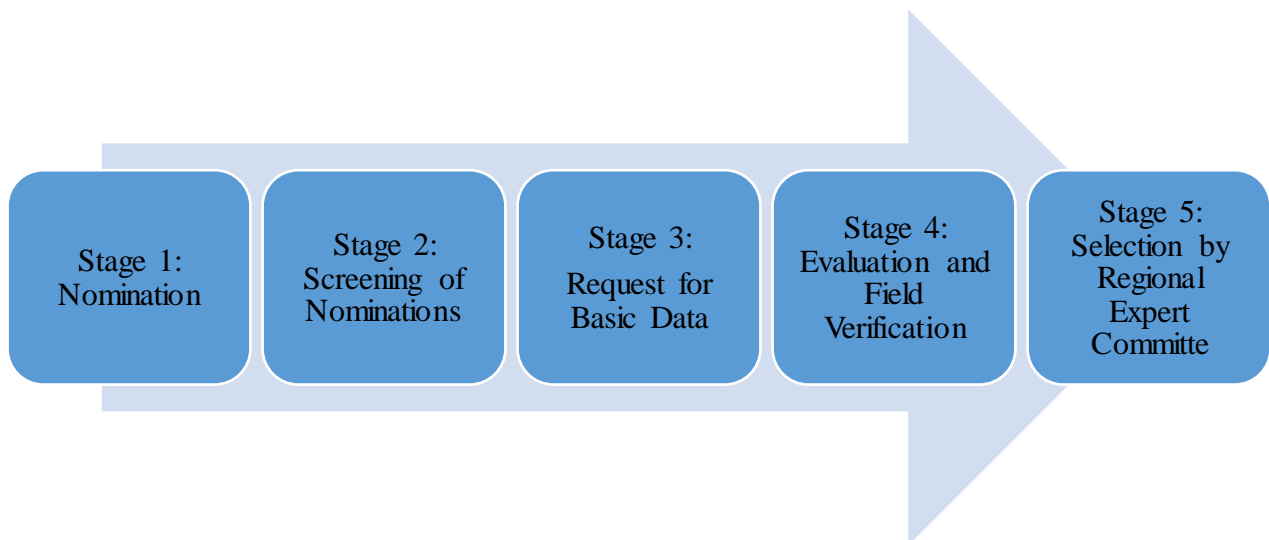 Stage 1:
Nomination
Stage 2:
Screening of
Nominations
Stage 3:
Request for
Basic Data
Stage 4:
Evaluation and
Field
Verification
Stage 5:
Selection by
Regional
Expert
Committe